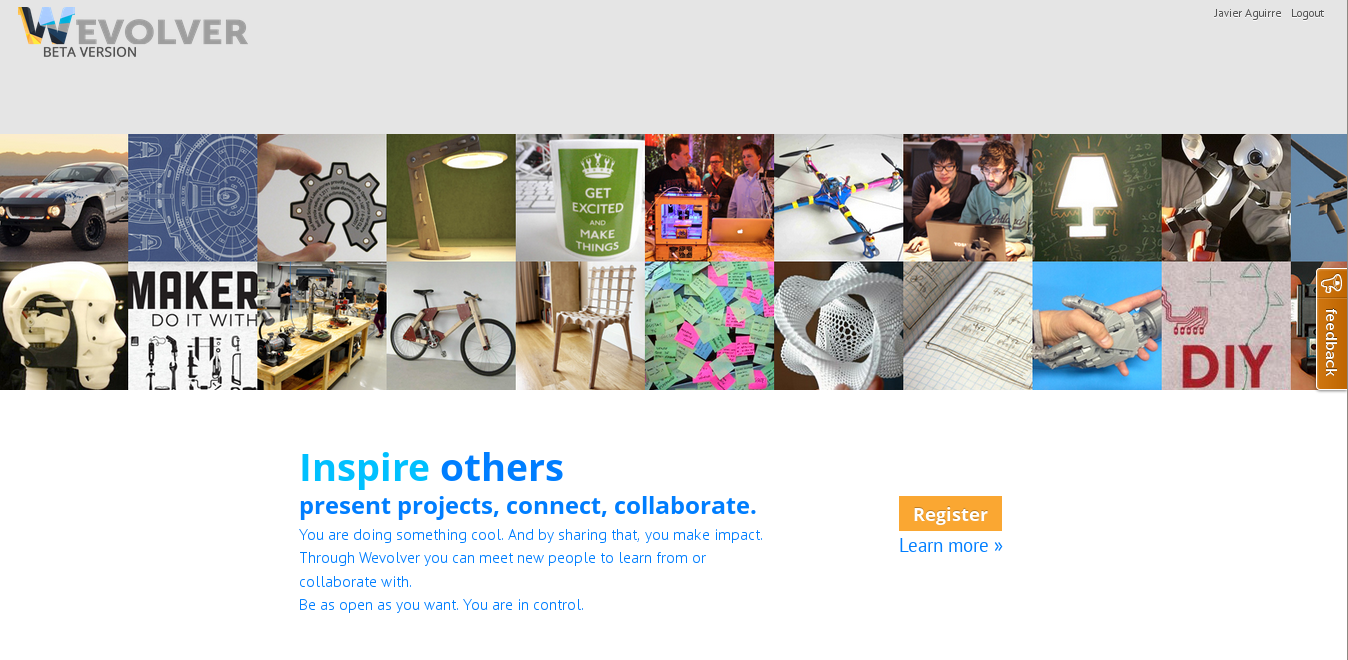 WEVOLVER
BETA VERSION
Javier Aguirre Logout
GET
EXCITED
AND
MAKE
THINGS
MAKER
DO IT WITH
DIY
feedback
Inspire others
present projects, connect, collaborate.
You are doing something cool. And by sharing that, you make impact.
Through Wevolver you can meet new people to learn from or
collaborate with.
Be as open as you want. You are in control.
Register
Learn more »